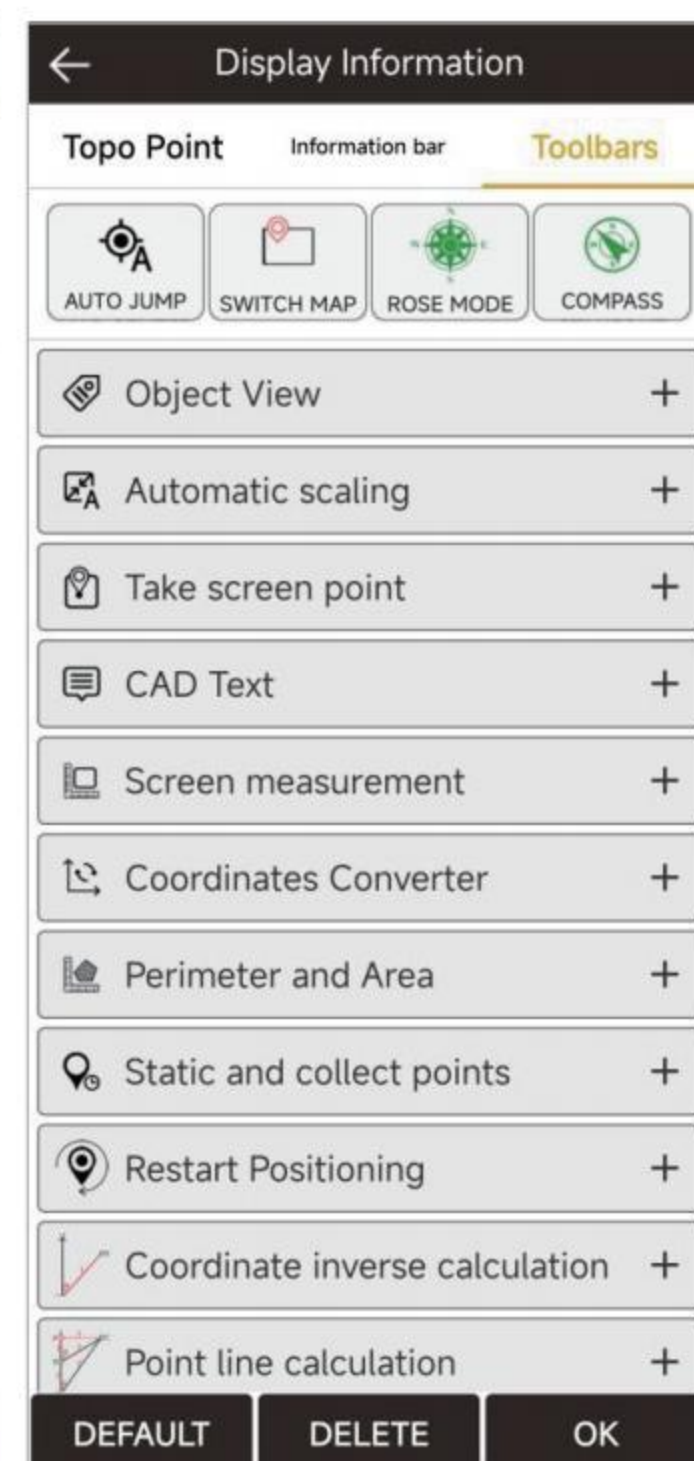 Display Information
Topo Point Information bar Toolbars
AUTO JUMP SWITCH MAP ROSE MODE COMPASS
Object View
Automatic scaling
Take screen point
CAD Text
Screen measurement
Coordinates Converter
Perimeter and Area
Static and collect points
Restart Positioning
Coordinate inverse calculation
Point line calculation
DEFAULT DELETE OK